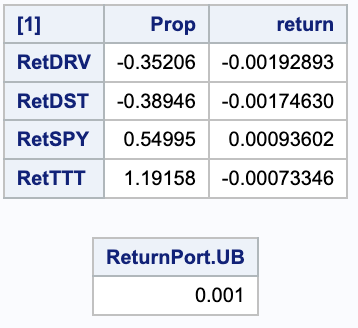 [1] Prop return
RetDRV -0.35206 -0.00192893
RetDST -0.38946 -0.00174630
RetSPY 0.54995 0.00093602
RetTTT 1.19158 -0.00073346
ReturnPort.UB
0.001